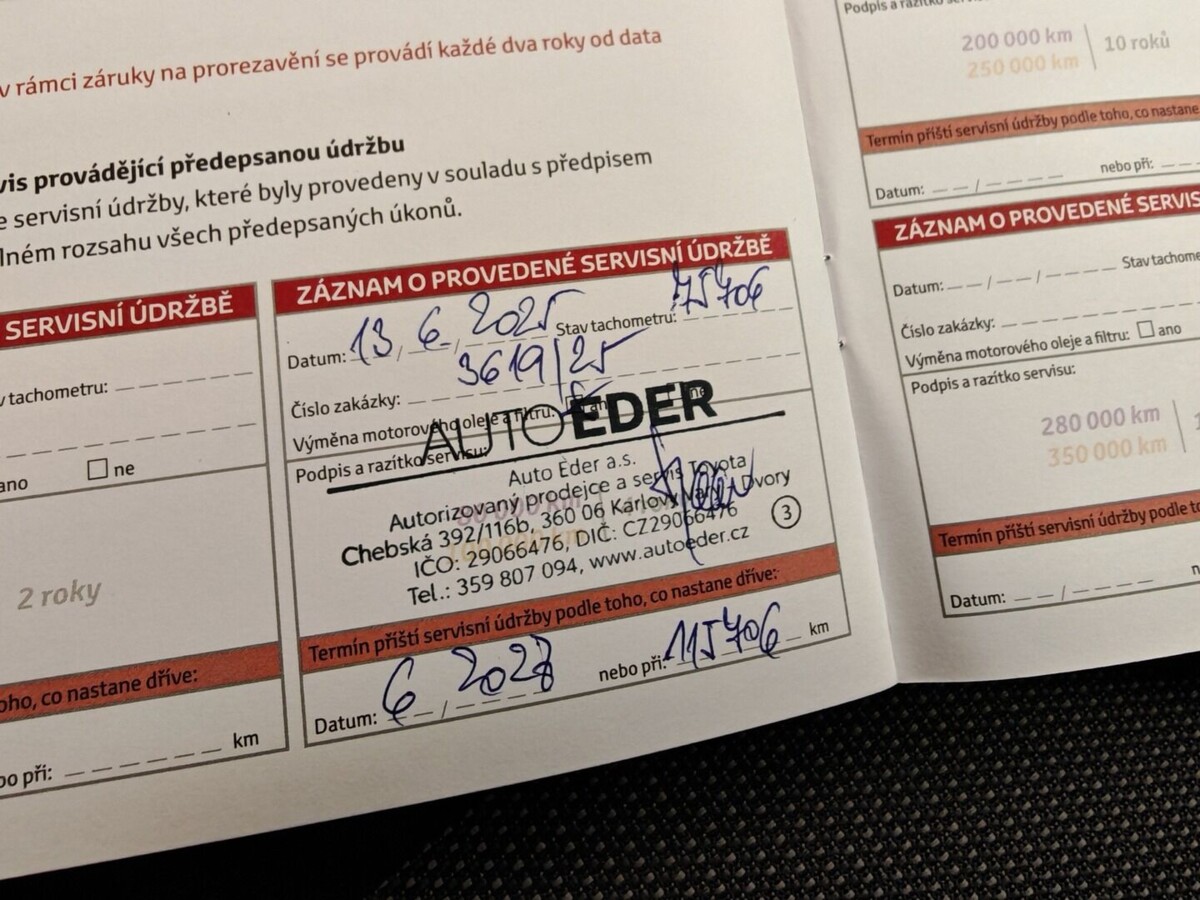 v rámci záruky na prorezavění se provádí každé dva roky od data
vis provádějící předepsanou údržbu
e servisní údržby, které byly provedeny v souladu s předpisem
lném rozsahu všech předepsaných úkonů.
SERVISNÍ ÚDRŽBĚ
v tachometru:
ano ne
2 roky
oho, co nastane dříve:
bo při: km
ZÁZNAM O PROVEDENÉ SERVISNÍ ÚDRŽBĚ
Datum: 13, 6, 2025 Stav tachometru: 75706
Číslo zakázky: 3619/25
Výměna motorového oleje a filtru: ano ne
Podpis a razítko servisu:
AUTO EDER
Auto Eder a.s.
Autorizovaný prodejce a servis Toyota
Chebská 392/116b, 360 06 Karlovy Vary Dvory
IČO: 29066476, DIČ: CZ29066476
Tel.: 359 807 094, www.autoeder.cz
3
Termín příští servisní údržby podle toho, co nastane dříve:
Datum: 6 / nebo při: 115706 km
Podpis a razítko
200 000 km 10 roků
250 000 km
Termín příští servisní údržby podle toho, co nastane
Datum: / nebo při:
ZÁZNAM O PROVEDENÉ SERVIS
Datum: / / Stav tachome
Číslo zakázky:
Výměna motorového oleje a filtru: ano
Podpis a razítko servisu:
280 000 km
350 000 km
Termín příští servisní údržby podle t
Datum: / n